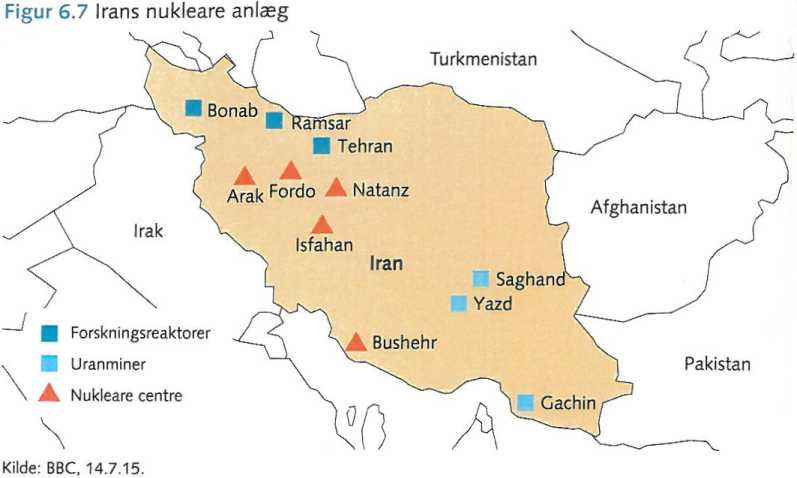 Figur 6.7 Irans nukleare anlæg
Turkmenistan
Bonab
Ramsar
Tehran
Arak
Fordo
Natanz
Afghanistan
Irak
Isfahan
Iran
Saghand
Yazd
Forskningsreaktorer
Bushehr
Uranminer
Pakistan
Nukleare centre
Gachin
Kilde: BBC, 14.7.15.